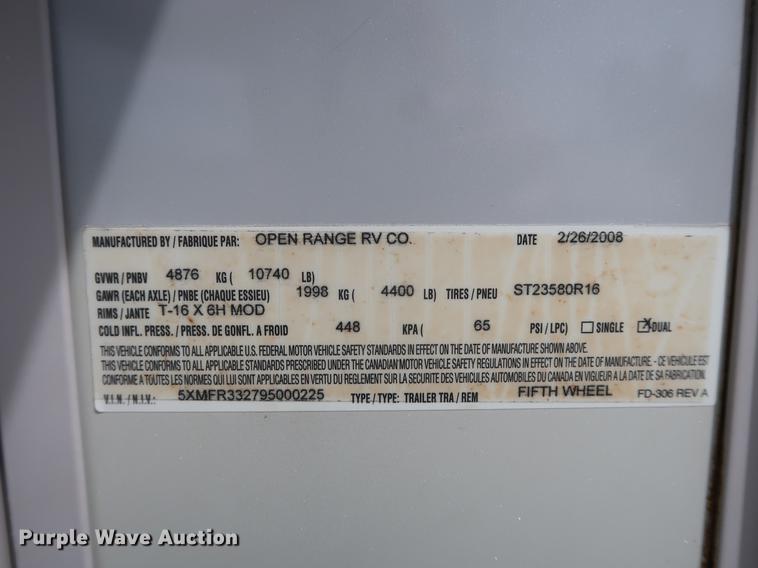 MANUFACTURED BY / FABRIQUE PAR: OPEN RANGE RV CO. DATE 2/26/2008
GVWR / PNBV 4876 KG ( 10740 LB)
GAWR (EACH AXLE) / PNBE (CHAQUE ESSIEU) 1998 KG ( 4400 LB) TIRES / PNEU ST23580R16
RIMS / JANTE T-16 X 6H MOD
COLD INFL. PRESS. / PRESS. DE GONFL. A FROID 448 KPA ( 65 PSI / LPC) SINGLE X DUAL
THIS VEHICLE CONFORMS TO ALL APPLICABLE U.S. FEDERAL MOTOR VEHICLE SAFETY STANDARDS IN EFFECT ON THE DATE OF MANUFACTURE SHOWN ABOVE.
THIS VEHICLE CONFORMS TO ALL APPLICABLE STANDARDS PRESCRIBED UNDER THE CANADIAN MOTOR VEHICLE SAFETY REGULATIONS IN EFFECT ON THE DATE OF MANUFACTURE. - CE VEHICULE EST
CONFORME A TOUTES LES NORMES QUI LUI SONT APPLICABLES EN VERTU DU REGLEMENT SUR LA SECURITE DES VEHICULES AUTOMOBILES DU CANADA EN VIGUEUR A LA DATE DE SA FABRICATION.
V.I.N. / N.I.V.: 5XMFR332795000225 TYPE / TYPE: TRAILER TRA / REM FIFTH WHEEL FD-306 REV A
Purple Wave Auction